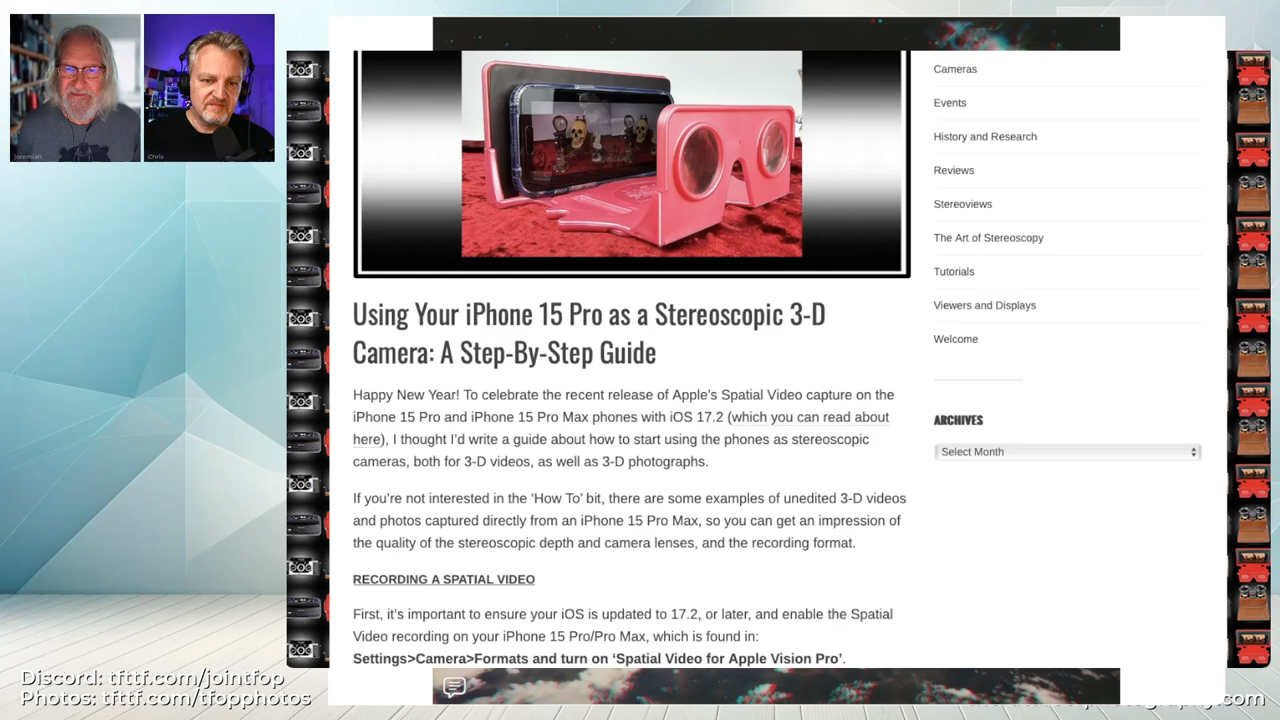 Jeremiah
Chris
Using Your iPhone 15 Pro as a Stereoscopic 3-D
Camera: A Step-By-Step Guide
Happy New Year! To celebrate the recent release of Apple's Spatial Video capture on the
iPhone 15 Pro and iPhone 15 Pro Max phones with iOS 17.2 (which you can read about
here), I thought I'd write a guide about how to start using the phones as stereoscopic
cameras, both for 3-D videos, as well as 3-D photographs.
If you're not interested in the 'How To' bit, there are some examples of unedited 3-D videos
and photos captured directly from an iPhone 15 Pro Max, so you can get an impression of
the quality of the stereoscopic depth and camera lenses, and the recording format.
RECORDING A SPATIAL VIDEO
First, it's important to ensure your iOS is updated to 17.2, or later, and enable the Spatial
Video recording on your iPhone 15 Pro/Pro Max, which is found in:
Settings>Camera>Formats and turn on 'Spatial Video for Apple Vision Pro'.
Cameras
Events
History and Research
Reviews
Stereoviews
The Art of Stereoscopy
Tutorials
Viewers and Displays
Welcome
ARCHIVES
Select Month
Discord: tfttf.com/jointfop
Photos: tfttf.com/tfopphotos